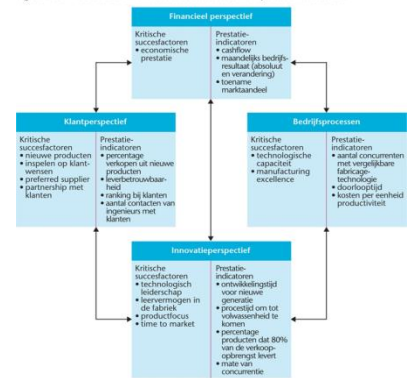 Financieel perspectief
Kritische
succesfactoren
• economische
prestatie
Prestatie-
indicatoren
• cashflow
• maandelijks bedrijfs-
resultaat (absoluut
en verandering)
• toename
marktaandeel
Klantperspectief
Kritische
succesfactoren
• nieuwe producten
• inspelen op klant-
wensen
• preferred supplier
• partnership met
klanten
Prestatie-
indicatoren
• percentage
verkopen uit nieuwe
producten
• leverbetrouwbaar-
heid
• ranking bij klanten
• aantal contacten van
ingenieurs met
klanten
Bedrijfsprocessen
Kritische
succesfactoren
• technologische
capaciteit
• manufacturing
excellence
Prestatie-
indicatoren
• aantal concurrenten
met vergelijkbare
fabricage-
technologie
• doorlooptijd
• kosten per eenheid
productiviteit
Innovatieperspectief
Kritische
succesfactoren
• technologisch
leiderschap
• leervermogen in
de fabriek
• productfocus
• time to market
Prestatie-
indicatoren
• ontwikkelingstijd
voor nieuwe
generatie
• procestijd om tot
volwassenheid te
komen
• percentage
producten dat 80%
van de verkoop-
opbrengst levert
• mate van
concurrentie